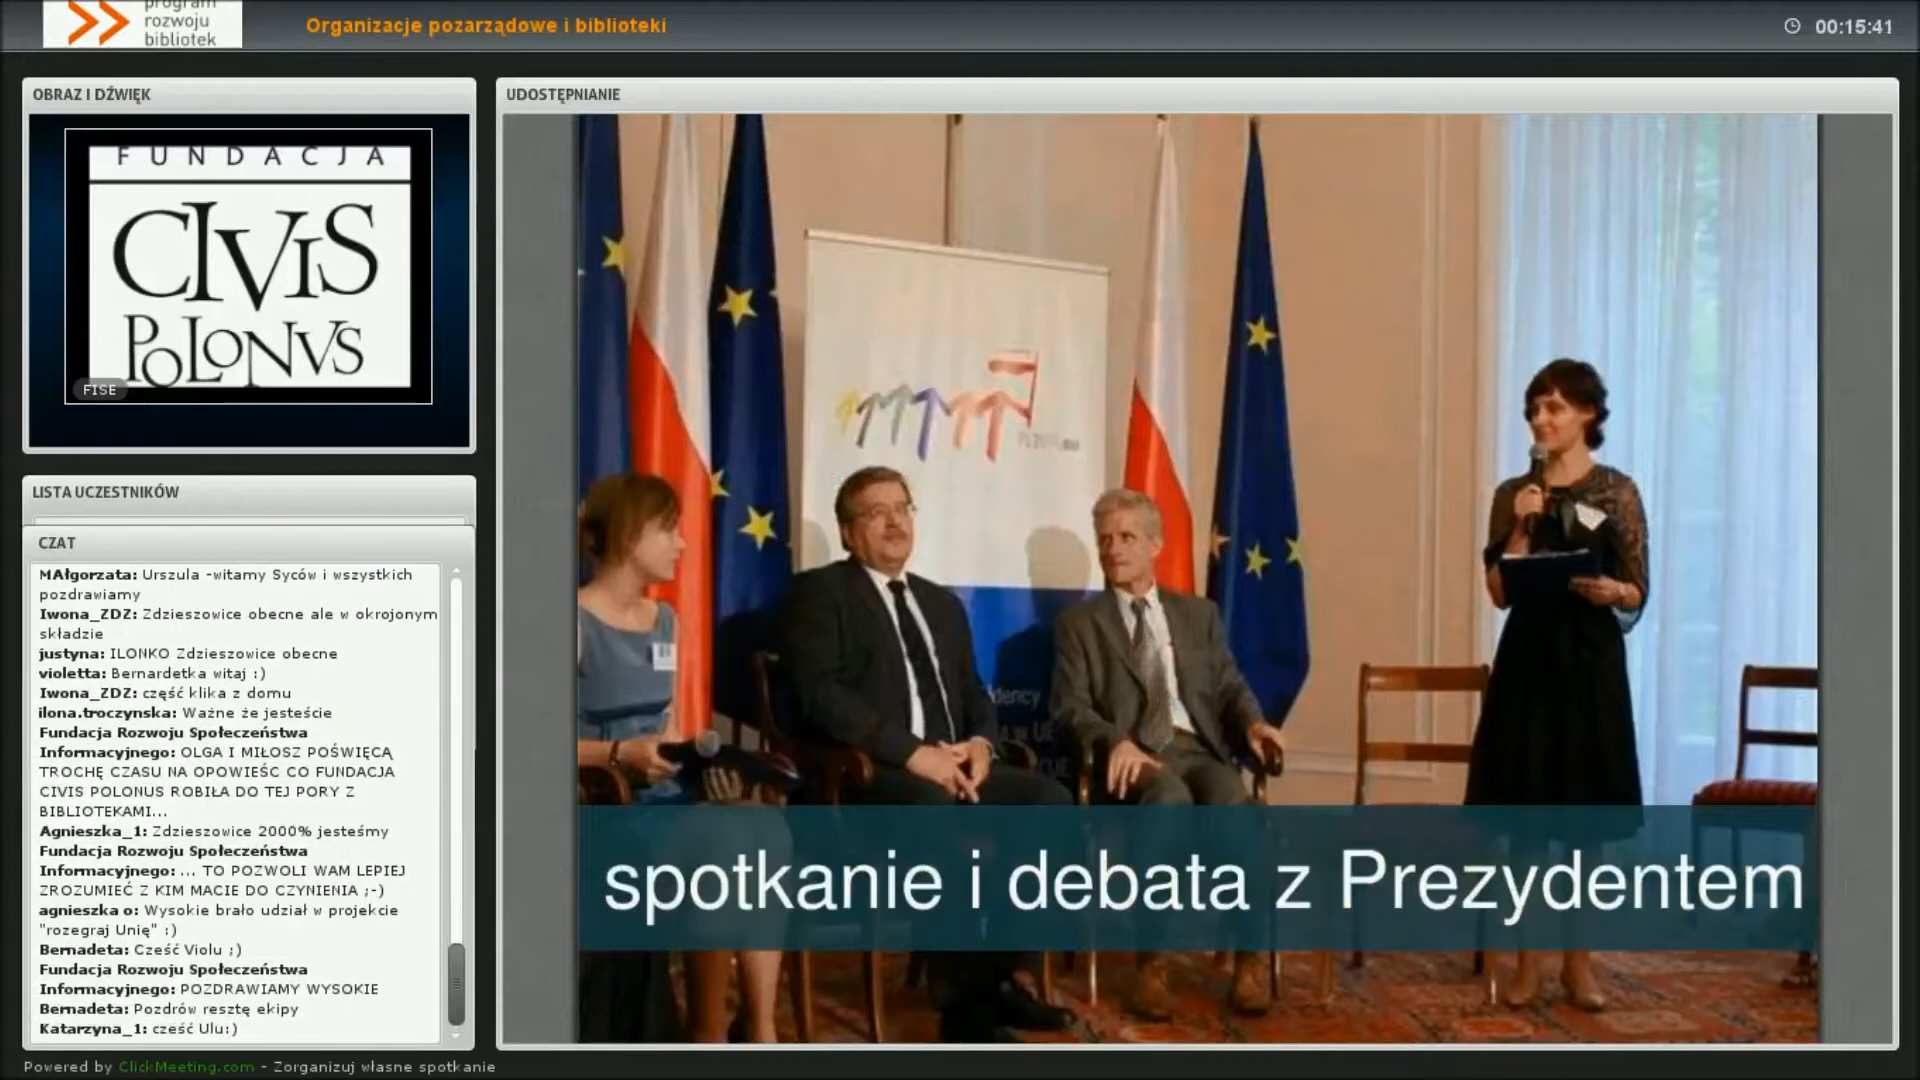 program
rozwoju
bibliotek
Organizacje pozarządowe i biblioteki
00:15:41
OBRAZ I DŹWIĘK
FUNDACJA
CIVIS
POLONVS
FISE
LISTA UCZESTNIKÓW
CZAT
MAłgorzata: Urszula -witamy Syców i wszystkich
pozdrawiamy
Iwona_ZDZ: Zdzieszowice obecne ale w okrojonym
składzie
justyna: ILONKO Zdzieszowice obecne
violetta: Bernardetka witaj :)
Iwona_ZDZ: część klika z domu
ilona.troczynska: Ważne że jesteście
Fundacja Rozwoju Społeczeństwa
Informacyjnego: OLGA I MIŁOSZ POŚWIĘCĄ
TROCHĘ CZASU NA OPOWIEŚC CO FUNDACJA
CIVIS POLONUS ROBIŁA DO TEJ PORY Z
BIBLIOTEKAMI...
Agnieszka_1: Zdzieszowice 2000% jesteśmy
Fundacja Rozwoju Społeczeństwa
Informacyjnego: ... TO POZWOLI WAM LEPIEJ
ZROZUMIEĆ Z KIM MACIE DO CZYNIENIA ;-)
agnieszka o: Wysokie brało udział w projekcie
"rozegraj Unię" :)
Bernadeta: Cześć Violu ;)
Fundacja Rozwoju Społeczeństwa
Informacyjnego: POZDRAWIAMY WYSOKIE
Bernadeta: Pozdrów resztę ekipy
Katarzyna_1: cześć Ulu:)
UDOSTĘPNIANIE
spotkanie i debata z Prezydentem
Powered by ClickMeeting.com - Zorganizuj własne spotkanie